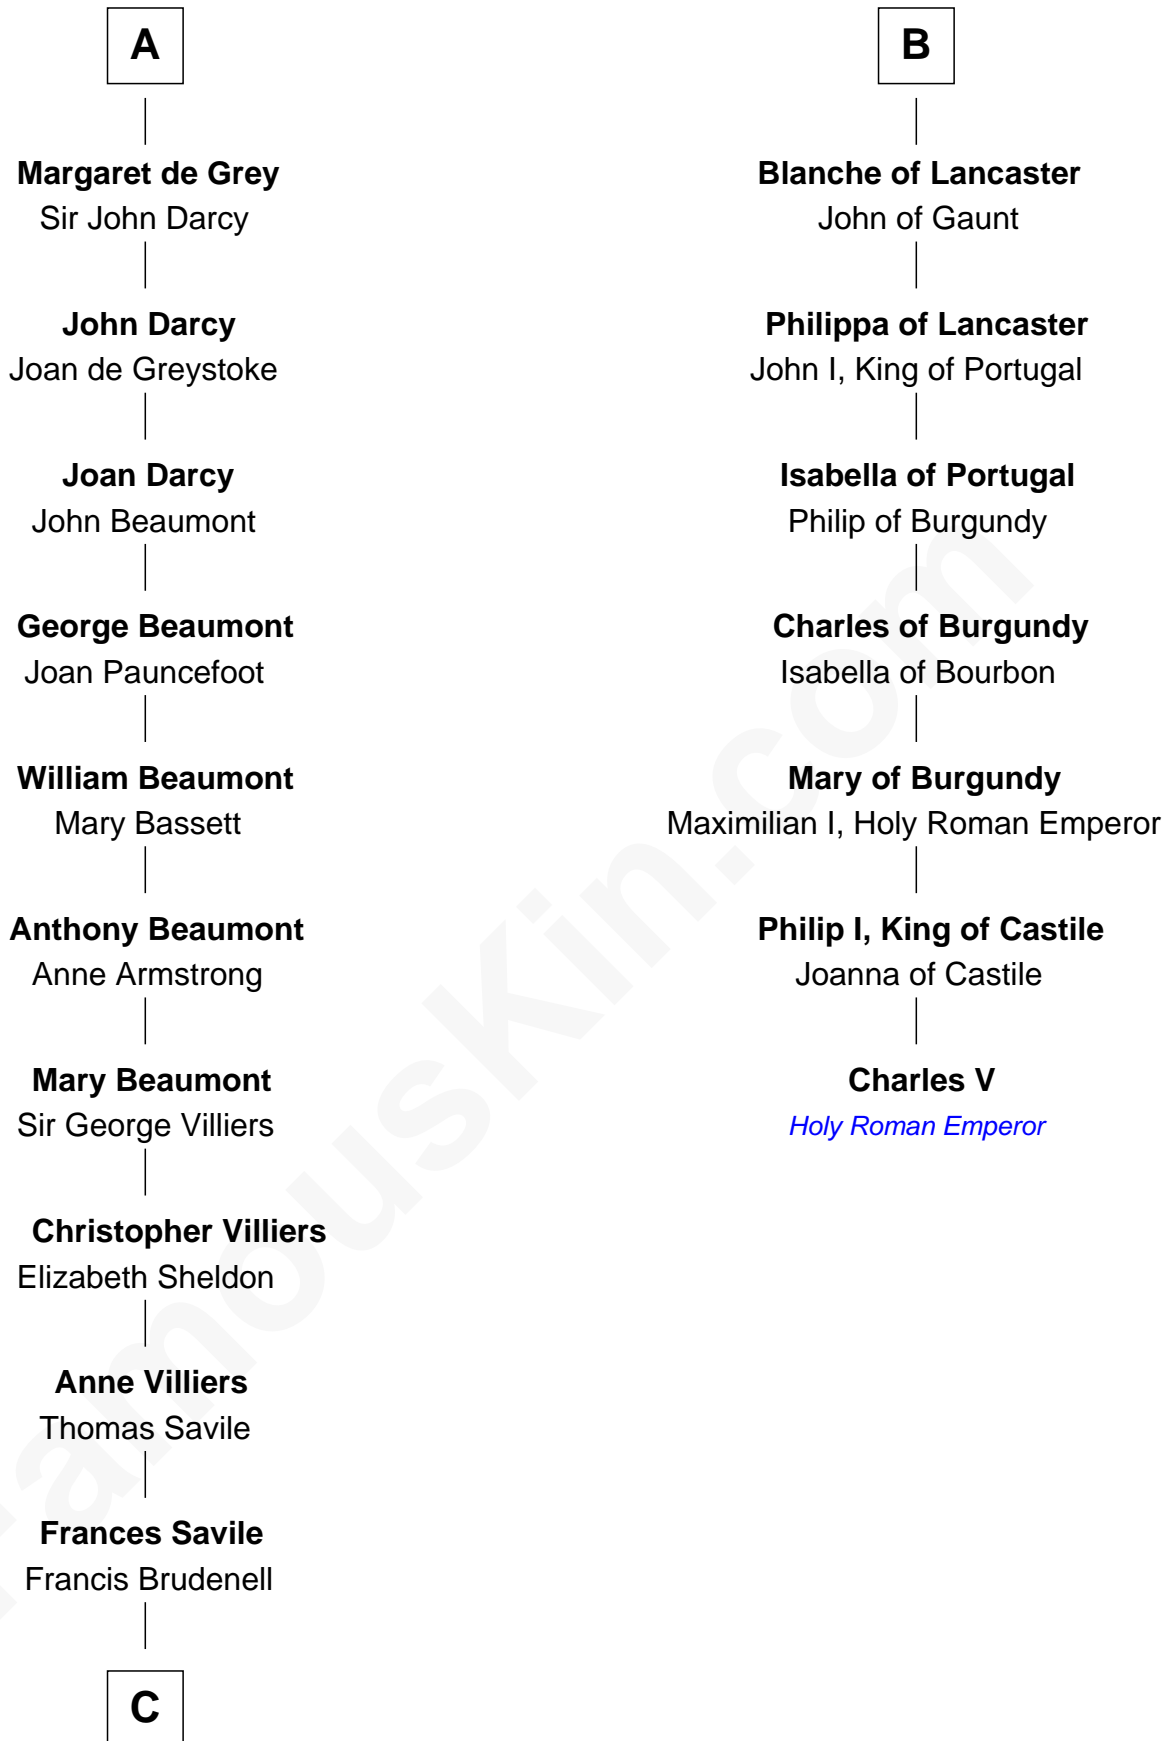 A
Margaret de Grey
Sir John Darcy
John Darcy
Joan de Greystoke
Joan Darcy
John Beaumont
George Beaumont
Joan Pauncefoot
William Beaumont
Mary Bassett
Anthony Beaumont
Anne Armstrong
Mary Beaumont
Sir George Villiers
Christopher Villiers
Elizabeth Sheldon
Anne Villiers
Thomas Savile
Frances Savile
Francis Brudenell
C
B
Blanche of Lancaster
John of Gaunt
Philippa of Lancaster
John I, King of Portugal
Isabella of Portugal
Philip of Burgundy
Charles of Burgundy
Isabella of Bourbon
Mary of Burgundy
Maximilian I, Holy Roman Emperor
Philip I, King of Castile
Joanna of Castile
Charles V
Holy Roman Emperor
FamousKin.com